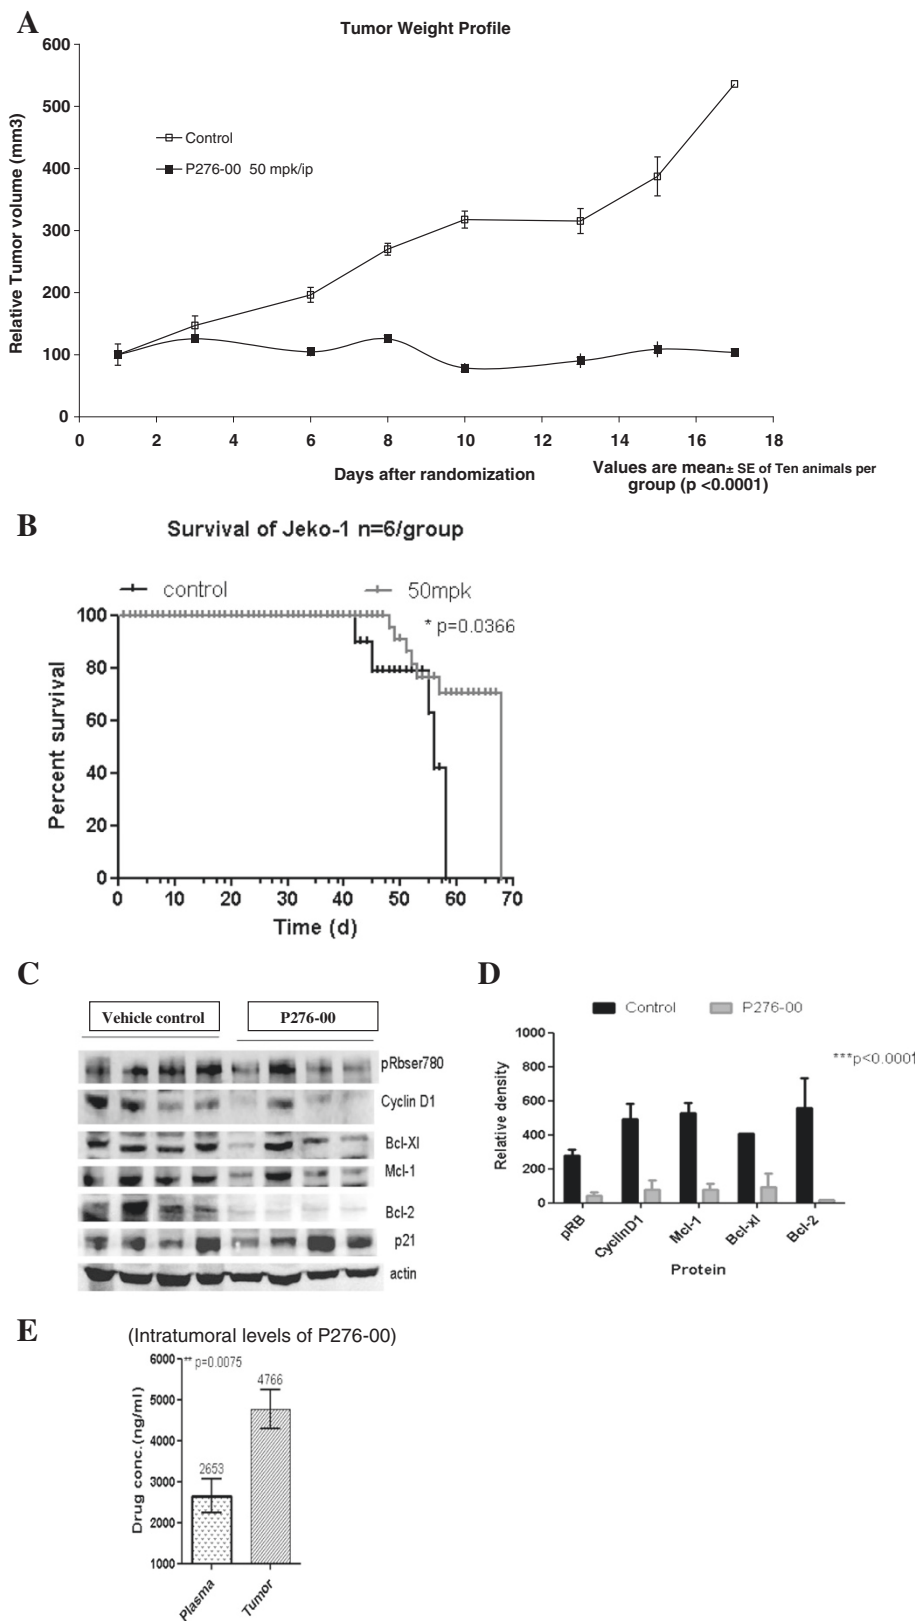 A
Tumor Weight Profile
600
500
400
300
200
100
0
Relative Tumor volume (mm3)
Control
P276-00 50 mpk/ip
0 2 4 6 8 10 12 14 16 18
Days after randomization
Values are mean± SE of Ten animals per
group (p <0.0001)
B
Survival of Jeko-1 n=6/group
control 50mpk
* p=0.0366
100
80
60
40
20
0
Percent survival
0 10 20 30 40 50 60 70
Time (d)
C
Vehicle control P276-00
pRbser780
Cyclin D1
Bcl-Xl
Mcl-1
Bcl-2
p21
actin
D
Control P276-00
***p<0.0001
1000
800
600
400
200
0
Relative density
pRB CyclinD1 Mcl-1 Bcl-xl Bcl-2
Protein
E
(Intratumoral levels of P276-00)
** p=0.0075
6000
5000
4000
3000
2000
1000
Drug conc.(ng/ml)
2653
4766
Plasma Tumor